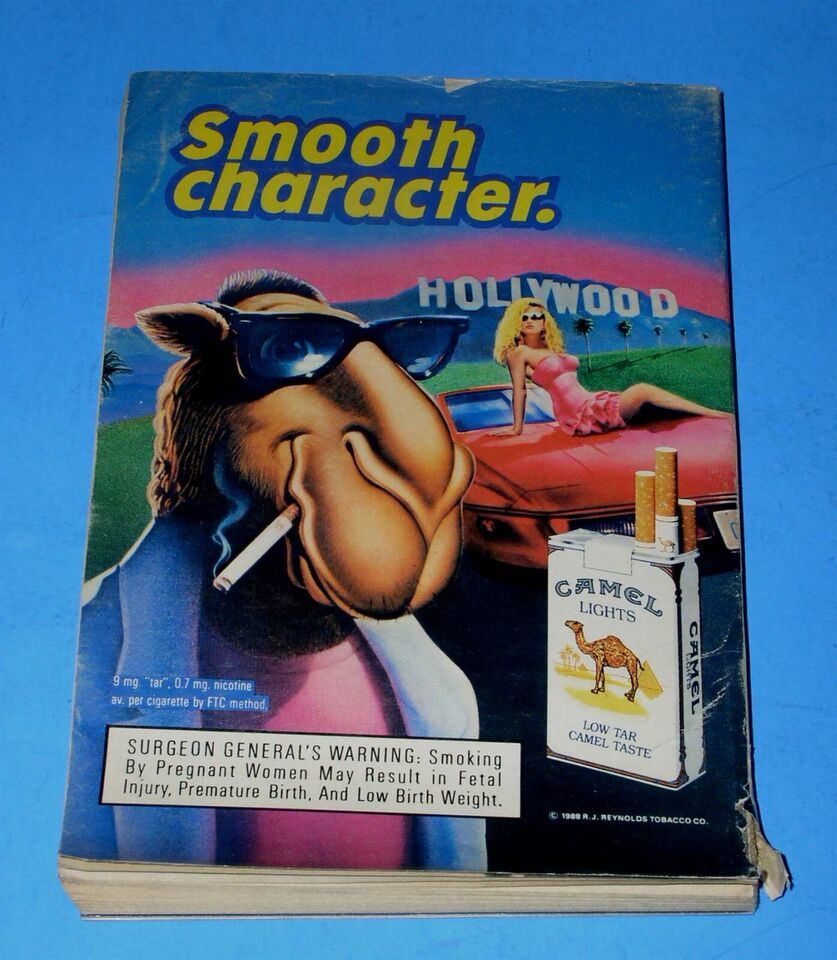 Smooth
character.
HOLLYWOOD
CAMEL
LIGHTS
CAMEL
LIGHTS
LOW TAR
CAMEL TASTE
9 mg. "tar", 0.7 mg. nicotine
av. per cigarette by FTC method.
SURGEON GENERAL'S WARNING: Smoking
By Pregnant Women May Result in Fetal
Injury, Premature Birth, And Low Birth Weight.
© 1988 R.J. REYNOLDS TOBACCO CO.